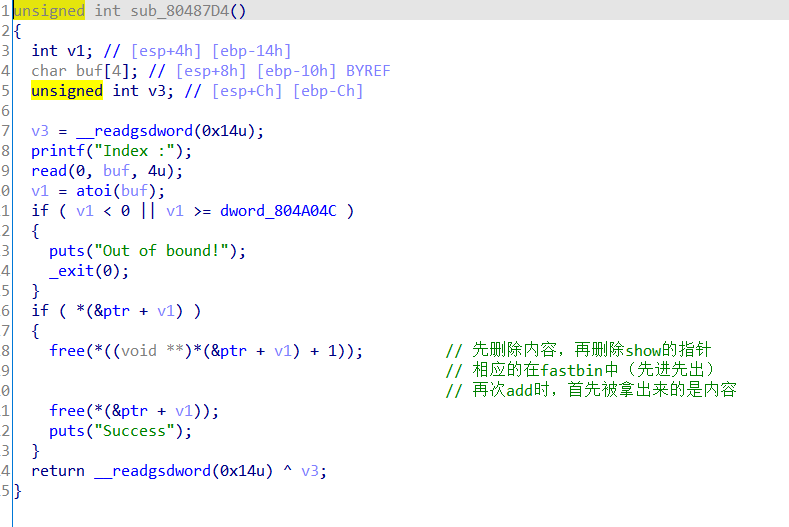 1 unsigned int sub_80487D4()
2 {
3 int v1; // [esp+4h] [ebp-14h]
4 char buf[4]; // [esp+8h] [ebp-10h] BYREF
5 unsigned int v3; // [esp+Ch] [ebp-Ch]
6
7 v3 = __readgsdword(0x14u);
8 printf("Index :");
9 read(0, buf, 4u);
0 v1 = atoi(buf);
1 if ( v1 < 0 || v1 >= dword_804A04C )
2 {
3 puts("Out of bound!");
4 _exit(0);
5 }
6 if ( *(&ptr + v1) )
7 {
8 free(*((void **)*(&ptr + v1) + 1)); // 先删除内容，再删除show的指针
9 // 相应的在fastbin中（先进先出）
0 // 再次add时，首先被拿出来的是内容
1 free(*(&ptr + v1));
2 puts("Success");
3 }
4 return __readgsdword(0x14u) ^ v3;
5 }